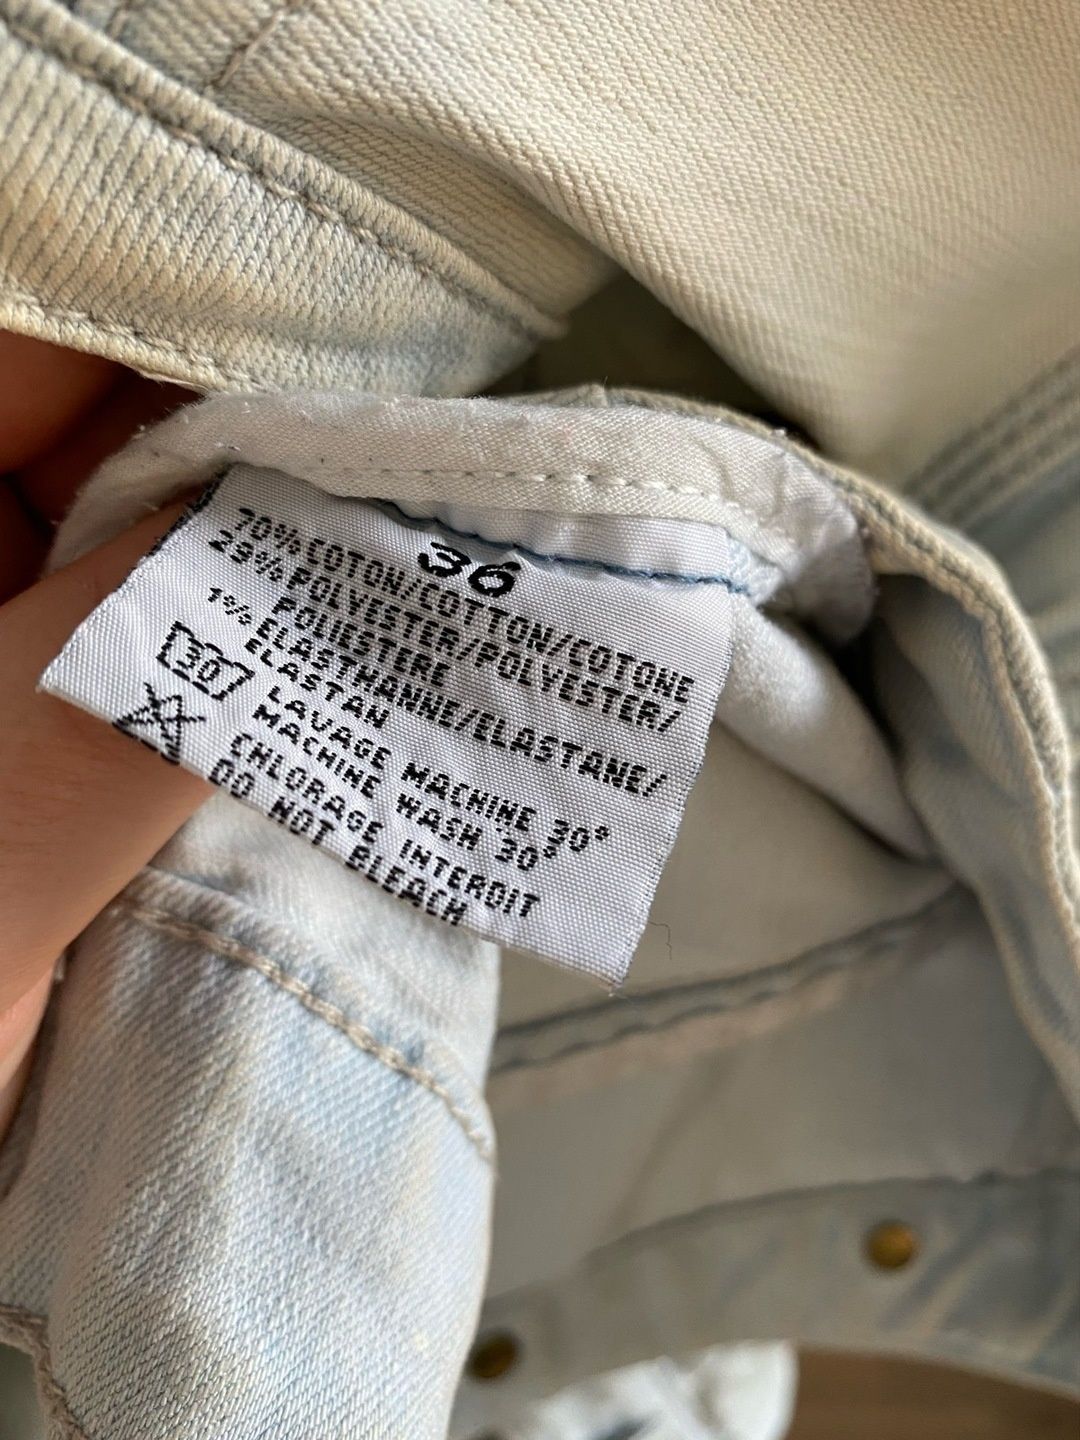 36
70% COTON/COTTON/COTONE
29% POLYESTER/POLYESTER/
POLIESTERE
1% ELASTHANNE/ELASTANE/
ELASTAN
30
LAVAGE MACHINE 30°
MACHINE WASH 30°
CHLORAGE INTERDIT
DO NOT BLEACH